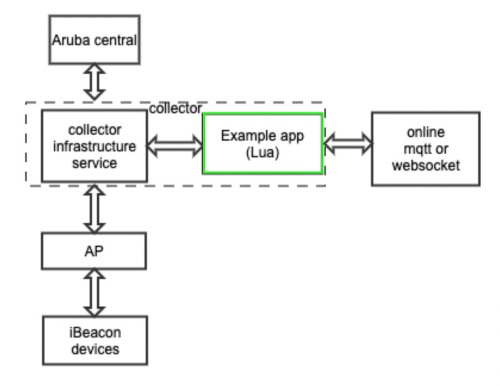 Aruba central
collector
collector
infrastructure
service
Example app
(Lua)
online
mqtt or
websocket
AP
iBeacon
devices